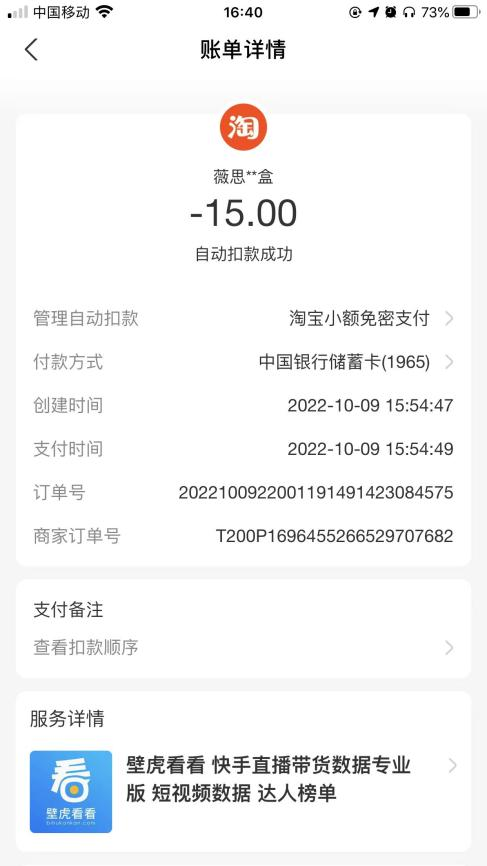 中国移动 16:40 73%
账单详情
淘
薇思**盒
-15.00
自动扣款成功
管理自动扣款 淘宝小额免密支付
付款方式 中国银行储蓄卡(1965)
创建时间 2022-10-09 15:54:47
支付时间 2022-10-09 15:54:49
订单号 2022100922001191491423084575
商家订单号 T200P1696455266529707682
支付备注
查看扣款顺序
服务详情
看
壁虎看看
bihukankan.com
壁虎看看 快手直播带货数据专业
版 短视频数据 达人榜单